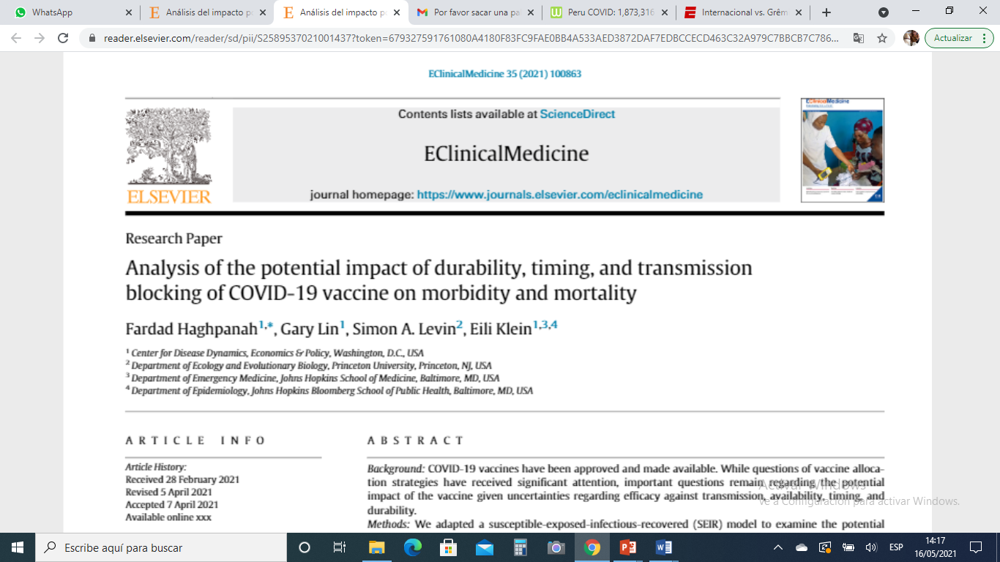 WhatsApp
Análisis del impacto p
Análisis del impacto p
Por favor sacar una pa
Peru COVID: 1,873,316
Internacional vs. Grêm
reader.elsevier.com/reader/sd/pii/S2589537021001437?token=679327591761080A4180F83FC9FAE0BB4A533AED3872DAF7EDBCCECD463C32A979C7BBCB7C786...
Actualizar
EClinicalMedicine 35 (2021) 100863
Contents lists available at ScienceDirect
EClinicalMedicine
journal homepage: https://www.journals.elsevier.com/eclinicalmedicine
ELSEVIER
EClinicalMedicine
Research Paper
Analysis of the potential impact of durability, timing, and transmission
blocking of COVID-19 vaccine on morbidity and mortality
Fardad Haghpanah1,*, Gary Lin1, Simon A. Levin2, Eili Klein1,3,4
1 Center for Disease Dynamics, Economics & Policy, Washington, D.C., USA
2 Department of Ecology and Evolutionary Biology, Princeton University, Princeton, NJ, USA
3 Department of Emergency Medicine, Johns Hopkins School of Medicine, Baltimore, MD, USA
4 Department of Epidemiology, Johns Hopkins Bloomberg School of Public Health, Baltimore, MD, USA
ARTICLE INFO
Article History:
Received 28 February 2021
Revised 5 April 2021
Accepted 7 April 2021
Available online xxx
ABSTRACT
Background: COVID-19 vaccines have been approved and made available. While questions of vaccine alloca-
tion strategies have received significant attention, important questions remain regarding the potential
impact of the vaccine given uncertainties regarding efficacy against transmission, availability, timing, and
durability.
Methods: We adapted a susceptible-exposed-infectious-recovered (SEIR) model to examine the potential
Activar Windows
Ve a Configuración para activar Windows.
Escribe aquí para buscar
ESP
14:17
16/05/2021